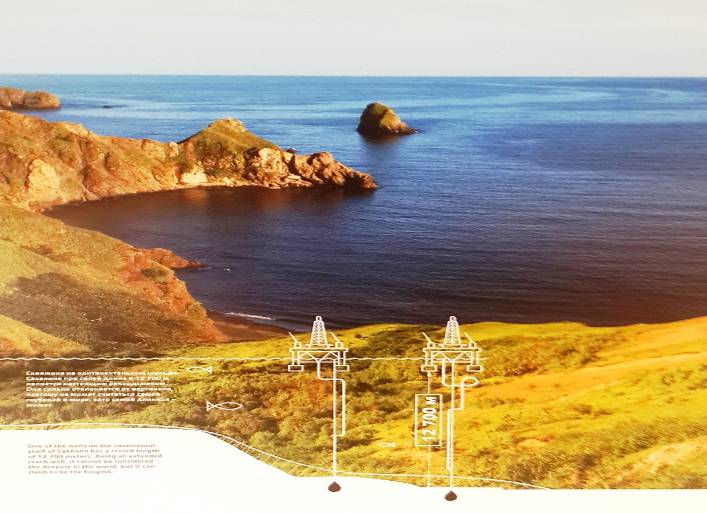 Скважина на континентальном шельфе
Сахалина при своей длине в 12 700 м
является настоящим рекордсменом.
Она сильно отклоняется от вертикали,
поэтому не может считаться самой
глубокой в мире, зато самой длинной –
может.
12 700 м
One of the wells on the continental
shelf of Sakhalin has a record length
of 12 700 meters. Being an extended
reach well, it cannot be considered
the deepest in the world, but it can
claim to be the longest.